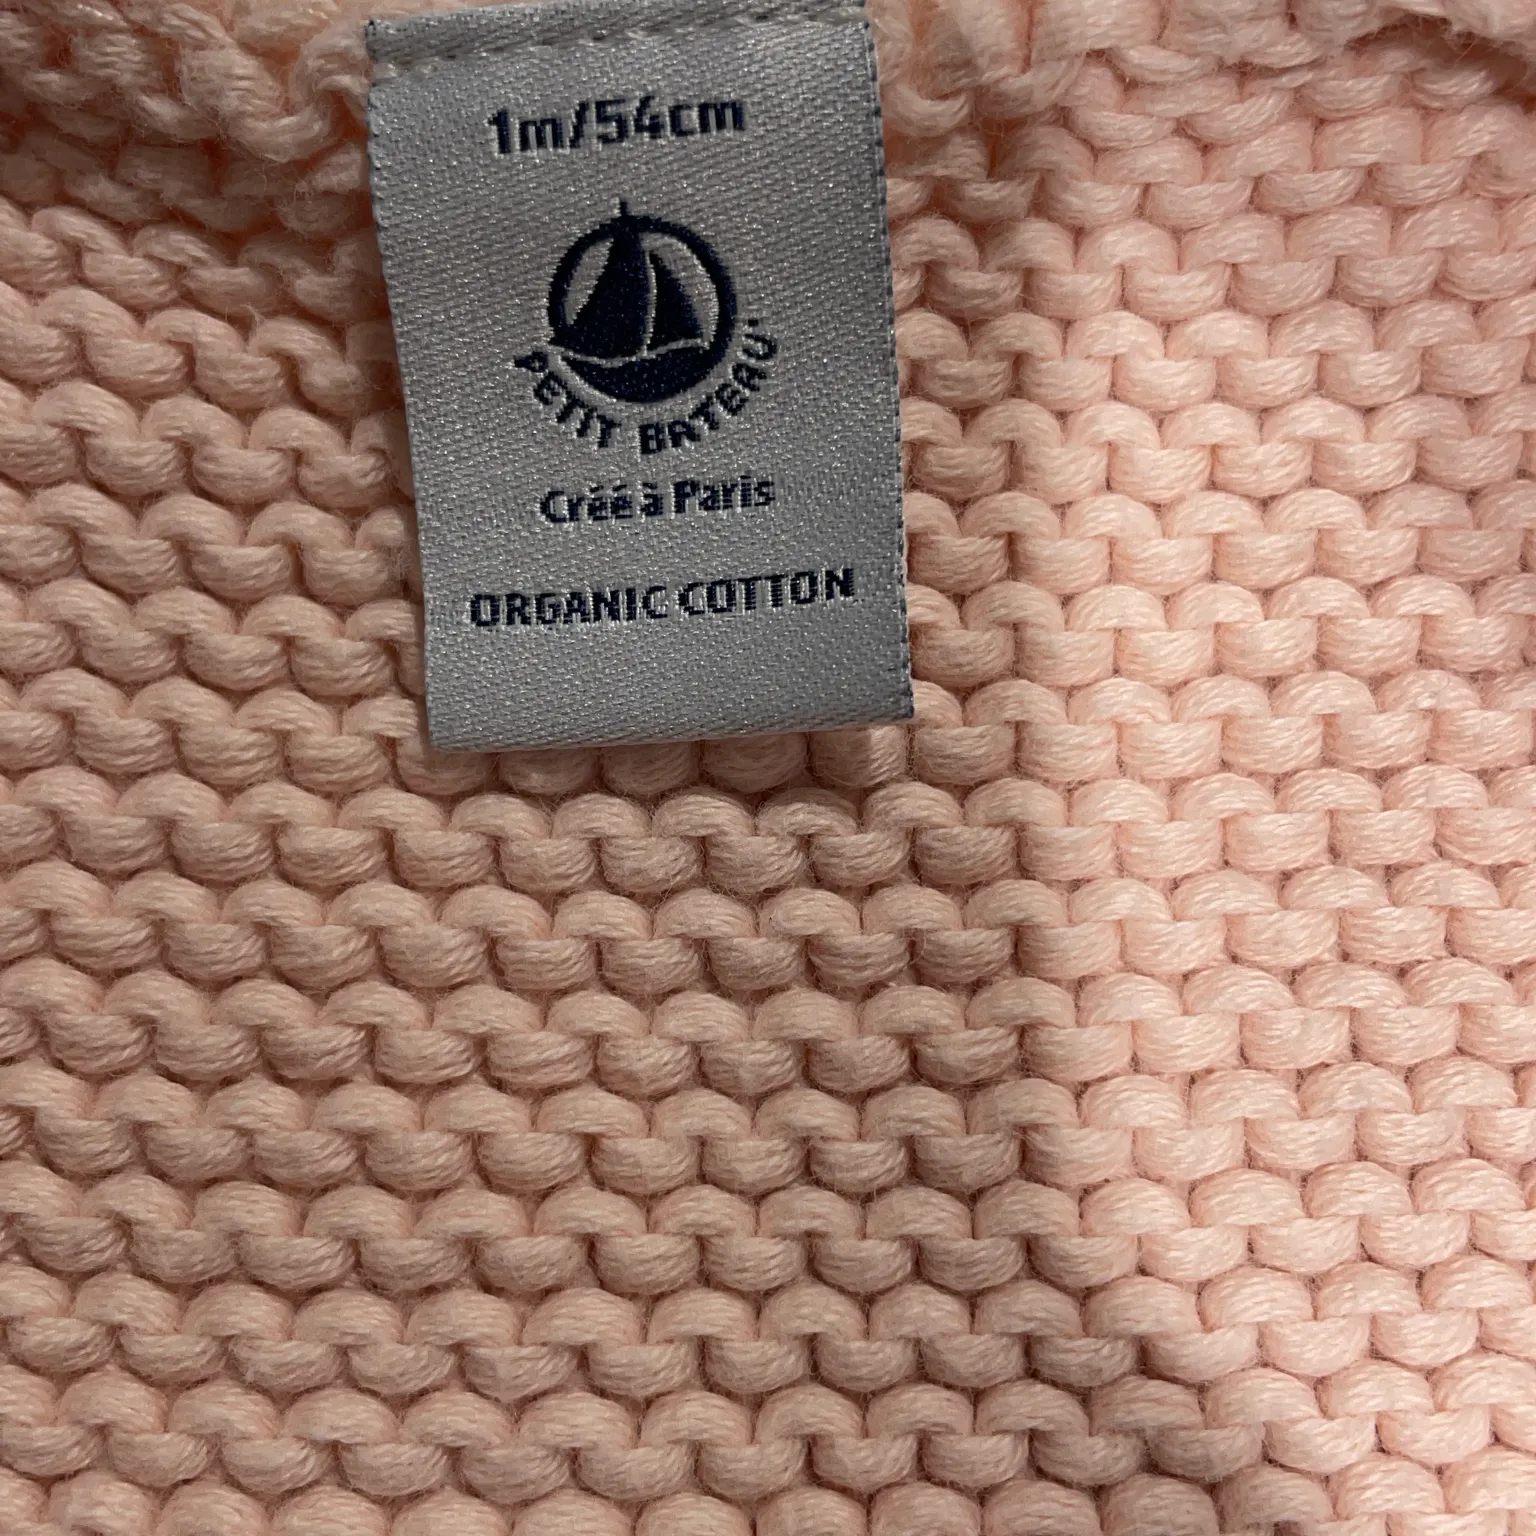 1m/54cm
PETIT BATEAU
Créé à Paris
ORGANIC COTTON